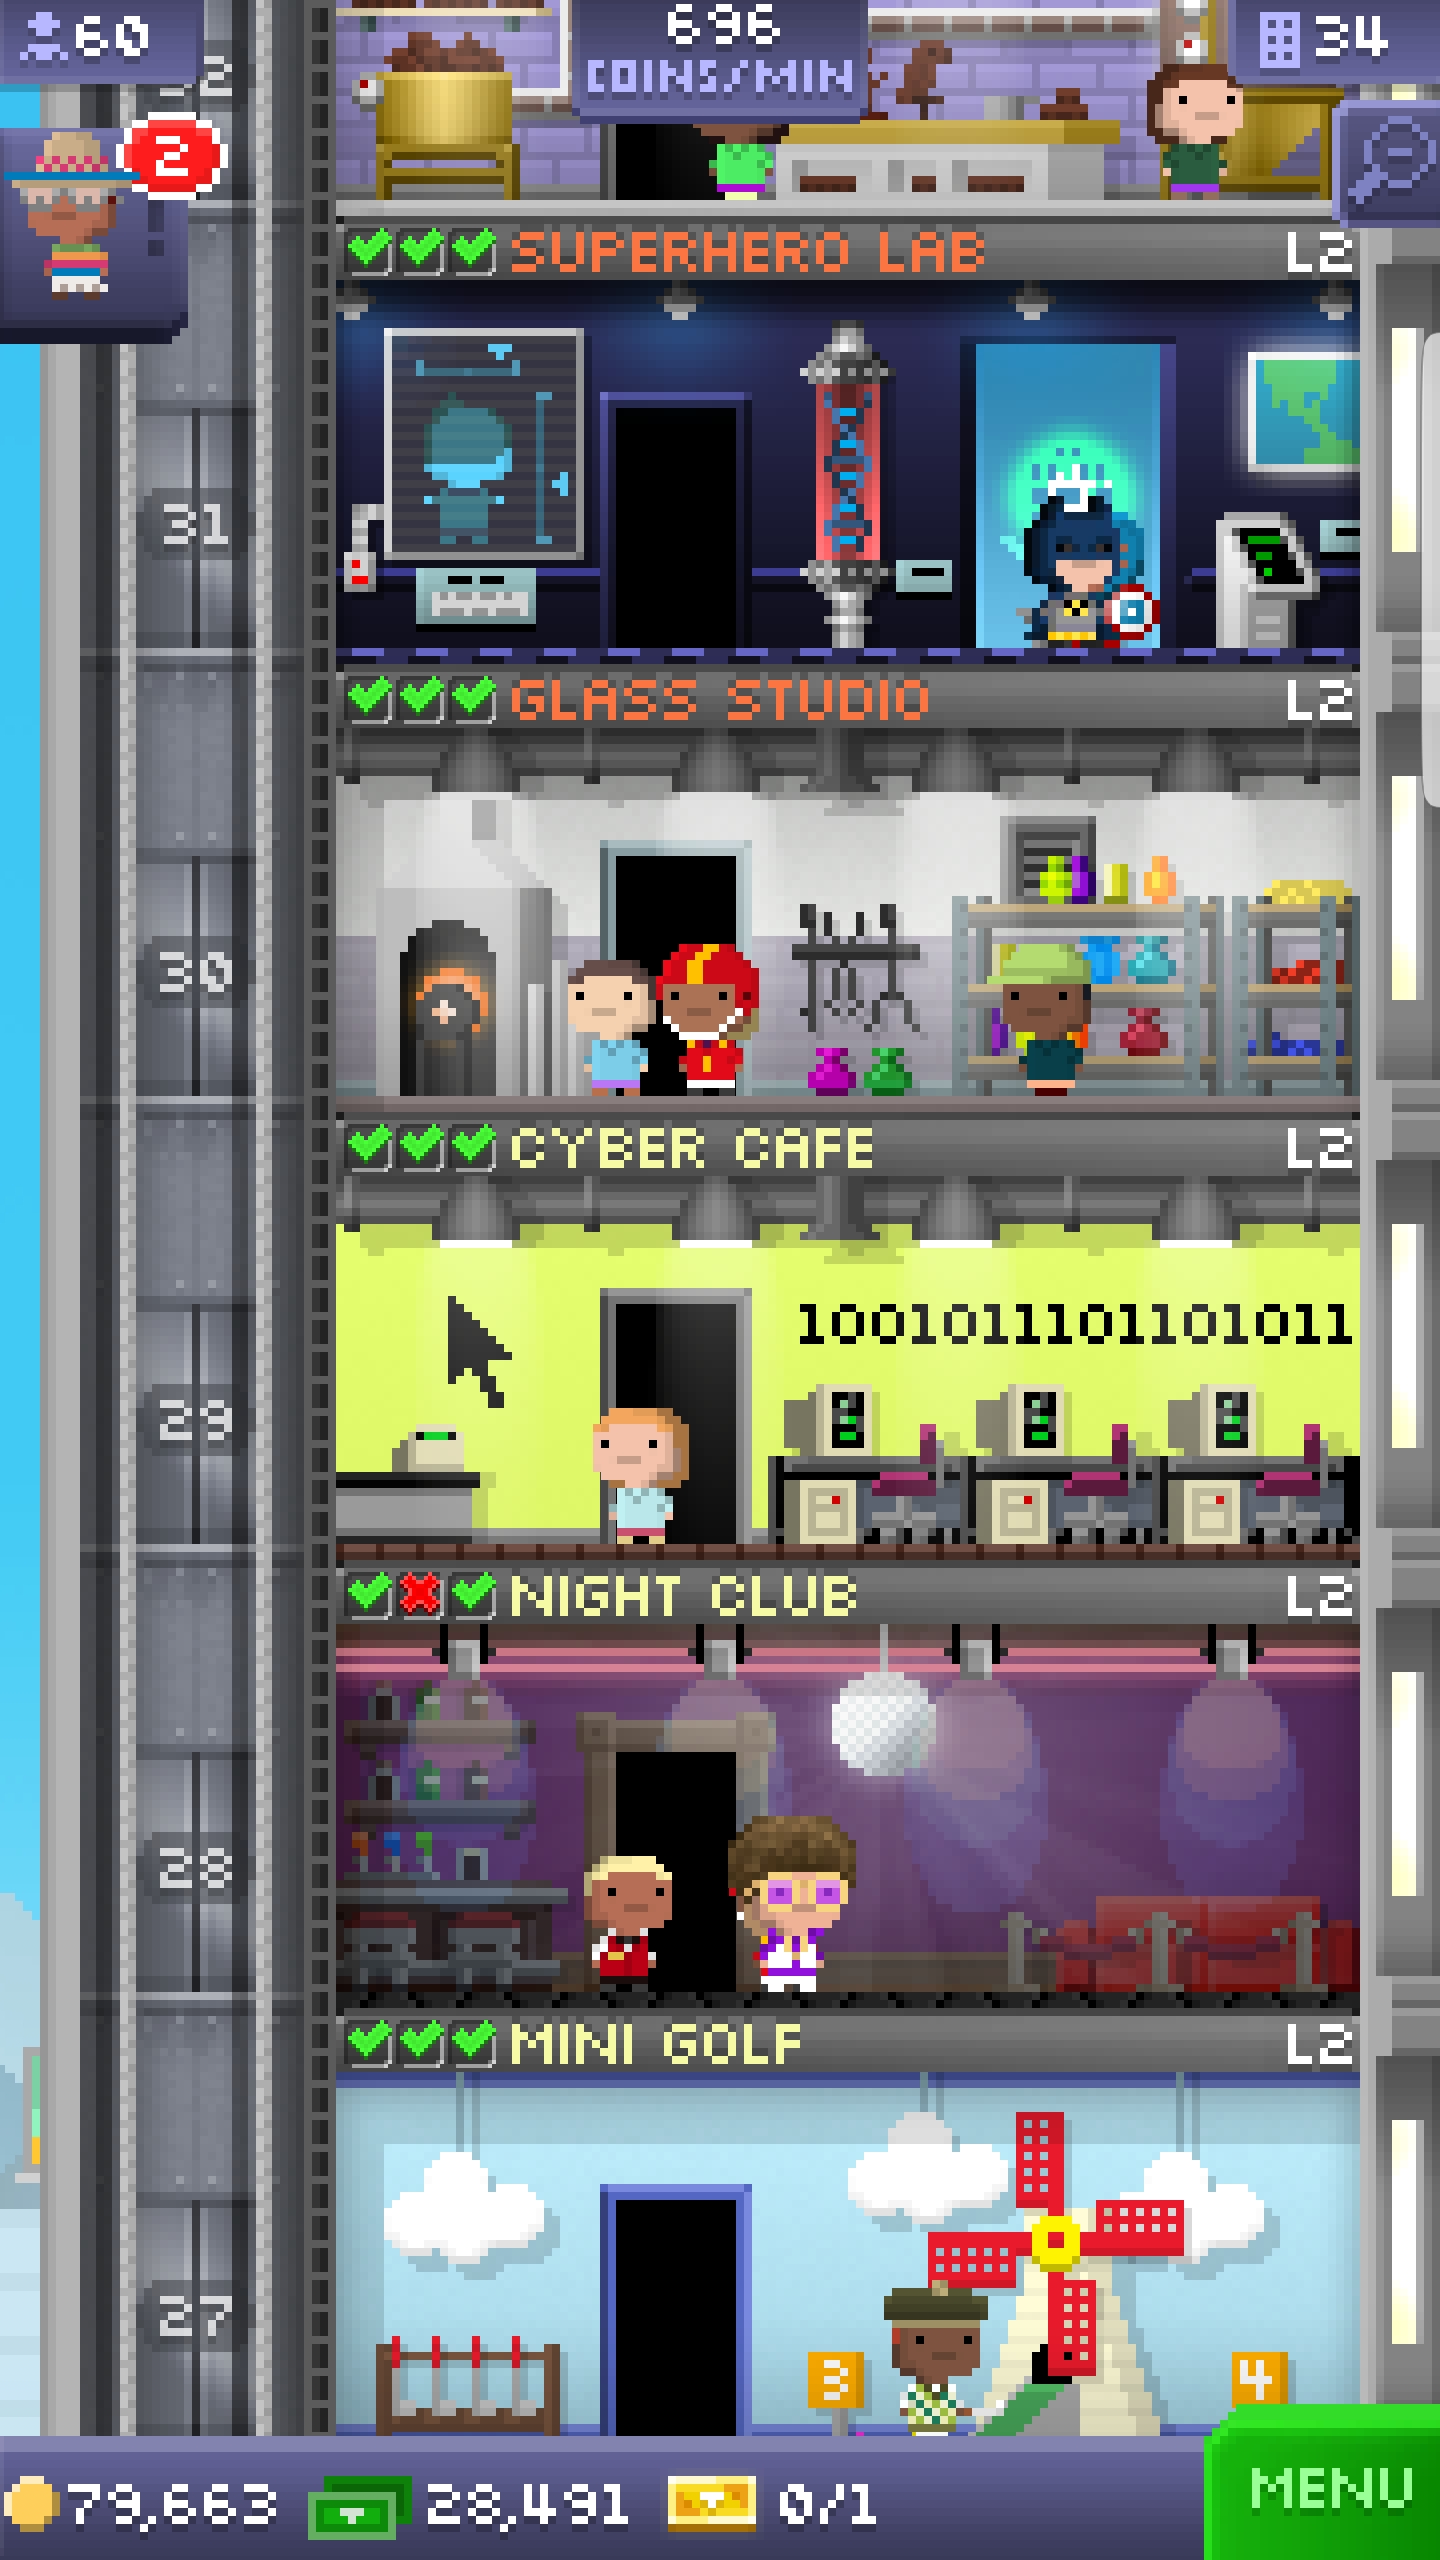 60
696
COINS/MIN
34
2
SUPERHERO LAB L2
31
GLASS STUDIO L2
30
CYBER CAFE L2
1001011101101011
29
NIGHT CLUB L2
28
MINI GOLF L2
27
3
4
79,663
28,491
0/1
MENU